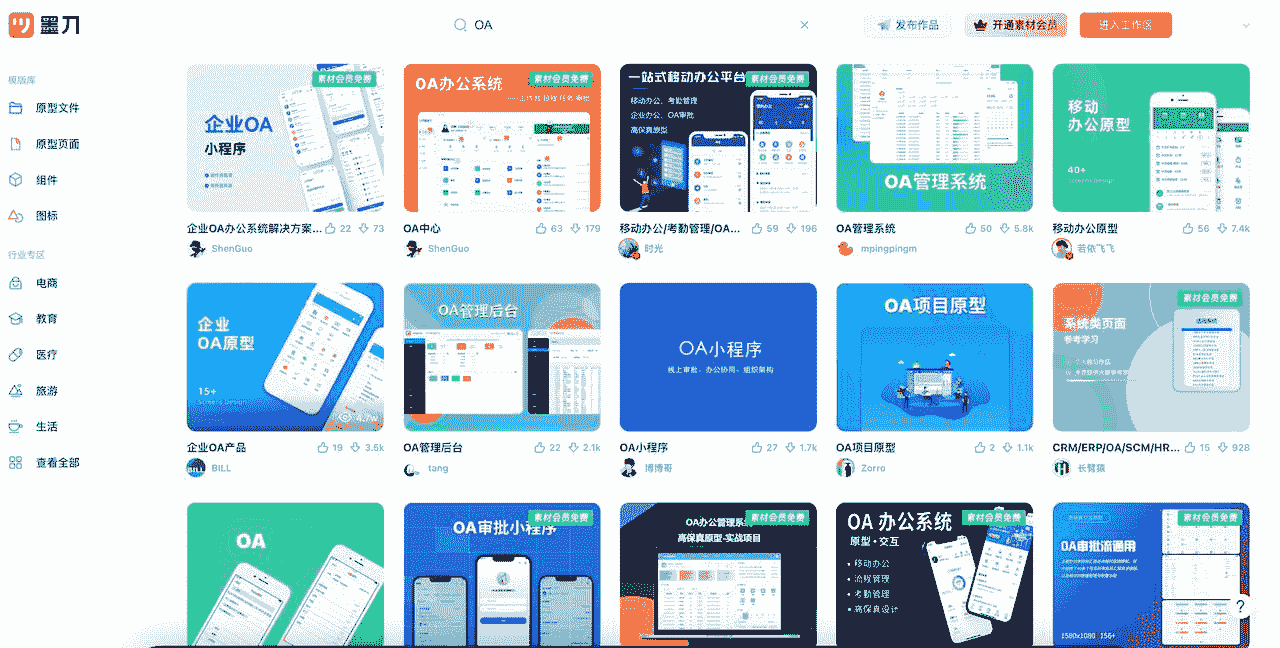 墨刀
OA
发布作品
开通素材会员
进入工作区
模版库
原型文件
原型页面
组件
图标
行业专区
电商
教育
医疗
旅游
生活
查看全部
素材会员免费
企业OA
小程序
企业OA办公系统解决方案...
22
73
ShenGuo
素材会员免费
OA办公系统
OA中心
63
179
ShenGuo
素材会员免费
一站式移动办公平台
移动办公、考勤管理
企业办公、OA审批
高保真原型
移动办公/考勤管理/OA...
59
196
时光
OA管理系统
OA管理系统
50
5.8k
mpingpingm
移动
办公原型
40+
Screens Design
移动办公原型
56
7.4k
若依飞飞
企业
OA原型
15+
Screens Design
4.7w
企业OA产品
19
3.5k
BILL
OA管理后台
OA管理后台
22
2.1k
tang
OA小程序
线上审批、办公协同、组织架构
OA小程序
27
1.7k
博博哥
OA项目原型
OA项目原型
2
1.1k
Zorro
素材会员免费
系统类页面
参考学习
CRM/ERP/OA/SCM/HR...
15
928
长臂猿
OA
素材会员免费
OA审批小程序
素材会员免费
OA办公管理系
高保真原型-实战项目
素材会员免费
OA 办公系统
原型 • 交互
• 移动办公
• 流程管理
• 考勤管理
• 高保真设计
素材会员免费
OA审批流通用
1580x1080 156+
?